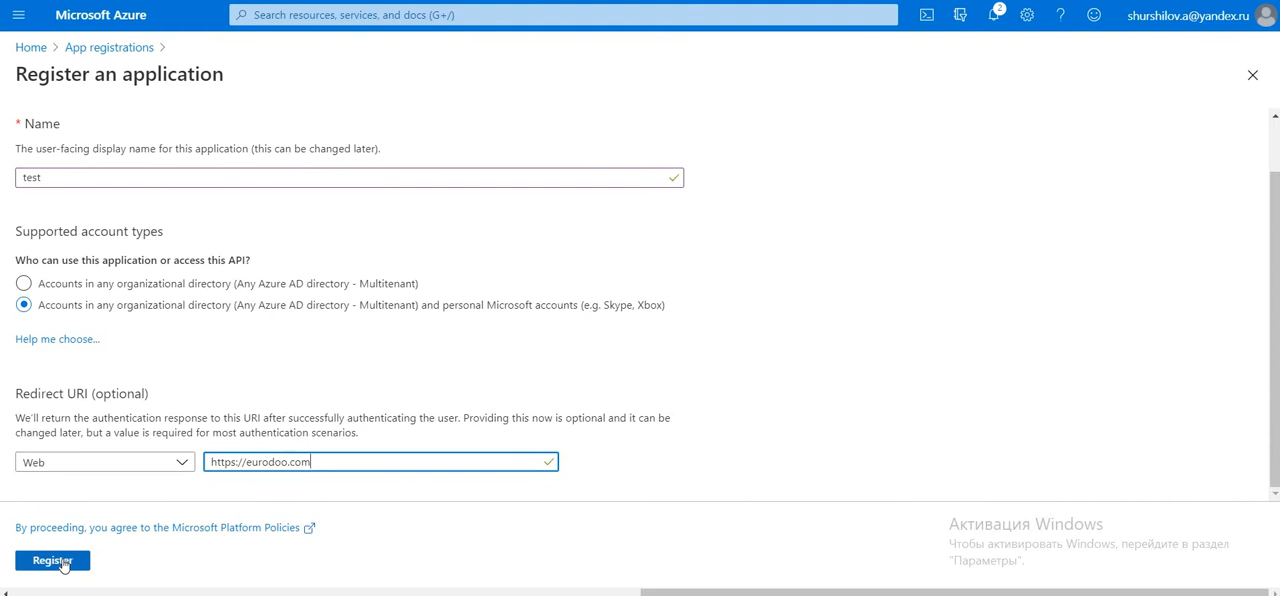 Microsoft Azure
Search resources, services, and docs (G+/)
2
shurshilov.a@yandex.ru
Home > App registrations >
Register an application
* Name
The user-facing display name for this application (this can be changed later).
test
Supported account types
Who can use this application or access this API?
Accounts in any organizational directory (Any Azure AD directory - Multitenant)
Accounts in any organizational directory (Any Azure AD directory - Multitenant) and personal Microsoft accounts (e.g. Skype, Xbox)
Help me choose...
Redirect URI (optional)
We'll return the authentication response to this URI after successfully authenticating the user. Providing this now is optional and it can be
changed later, but a value is required for most authentication scenarios.
Web
https://eurodoo.com
By proceeding, you agree to the Microsoft Platform Policies
Register
Активация Windows
Чтобы активировать Windows, перейдите в раздел
"Параметры".